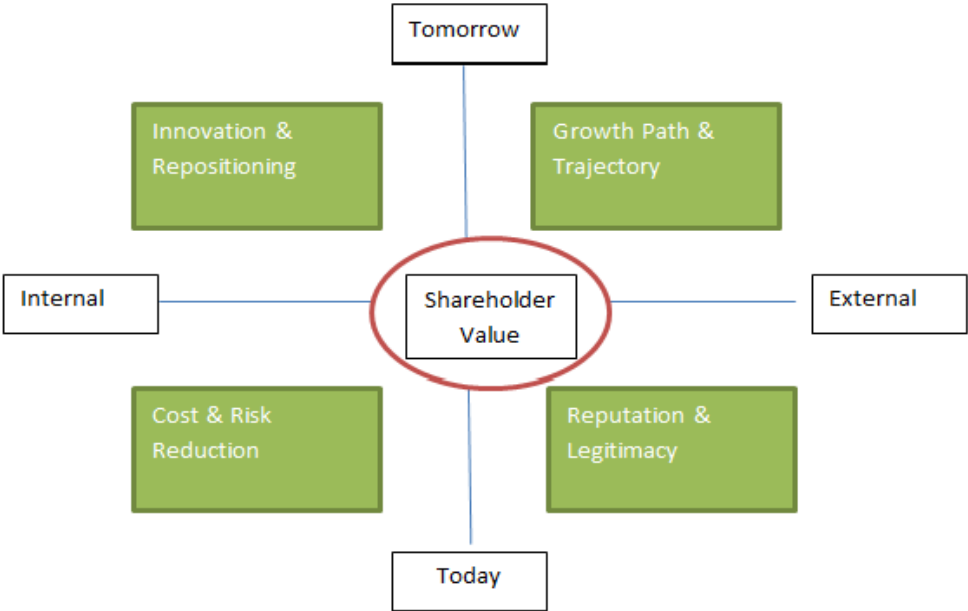 Tomorrow
Innovation &
Repositioning
Growth Path &
Trajectory
Internal
Shareholder
Value
External
Cost & Risk
Reduction
Reputation &
Legitimacy
Today